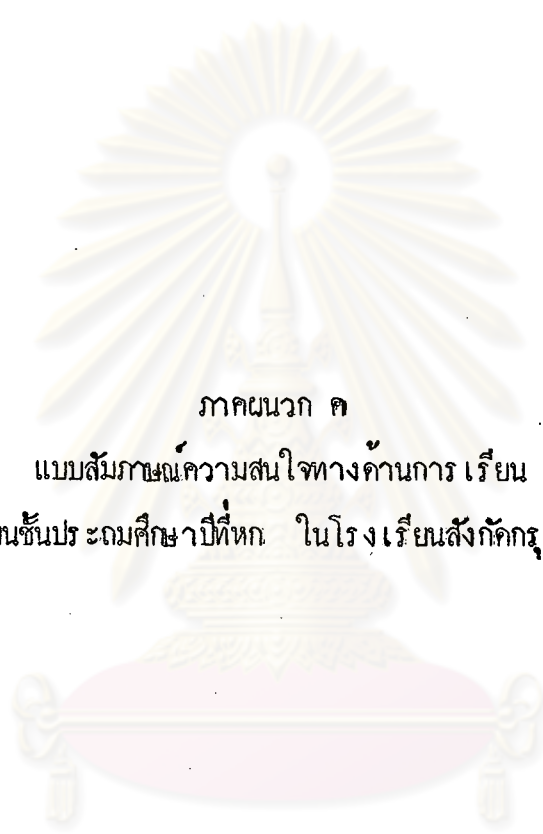 ภาคผนวก ค
แบบสัมภาษณ์ความสนใจทางด้านการเรียน
นชั้นประถมศึกษาปีที่หก ในโรงเรียนสังกัดกรุ